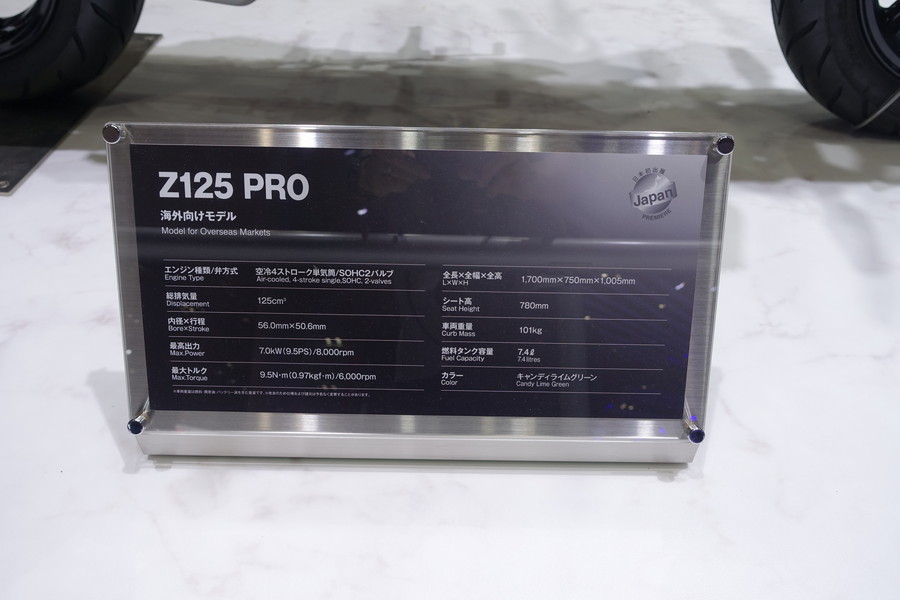 Z125 PRO
海外向けモデル
Model for Overseas Markets
日本初出展
Japan
PREMIERE
エンジン種類/弁方式 空冷4ストローク単気筒/SOHC2バルブ
Engine Type Air-cooled, 4-stroke single,SOHC, 2-valves
総排気量
Displacement
125cm³
内径×行程
Bore×Stroke
56.0mm×50.6mm
最高出力
Max.Power
7.0kW(9.5PS)/8,000rpm
最大トルク
Max.Torque
9.5N・m(0.97kgf・m)/6,000rpm
全長×全幅×全高
L×W×H
1,700mm×750mm×1,005mm
シート高
Seat Height
780mm
車両重量
Curb Mass
101kg
燃料タンク容量 7.4ℓ
Fuel Capacity 7.4litres
カラー キャンディライムグリーン
Color Candy Lime Green